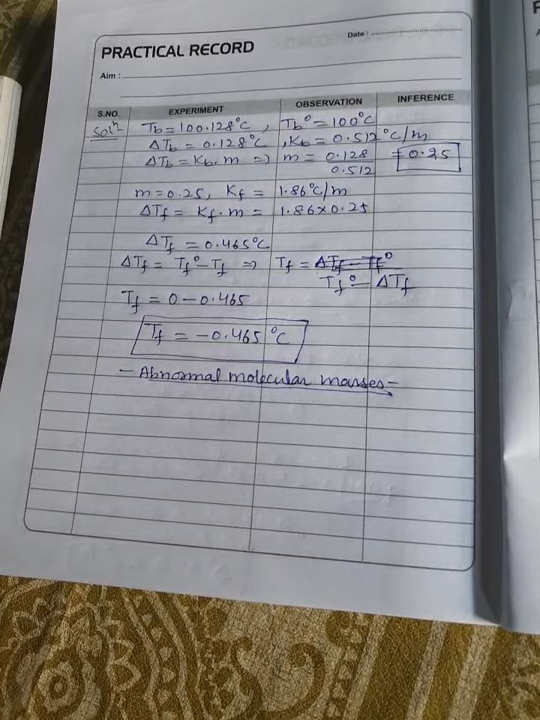 Date :
PRACTICAL RECORD
Aim :
S.NO. EXPERIMENT OBSERVATION INFERENCE
Solⁿ Tb = 100.128°C, Tb° = 100°C
ΔTb = 0.128°C, Kb = 0.512°C/m
ΔTb = Kb.m ⇒ m = 0.128 = 0.25
0.512
m = 0.25, Kf = 1.86°C/m
ΔTf = Kf.m = 1.86×0.25
ΔTf = 0.465°C
ΔTf = Tf° - Tf ⇒ Tf = ΔTf - Tf°
Tf° - ΔTf
Tf = 0 - 0.465
Tf = -0.465 °C
- Abnormal molecular masses -